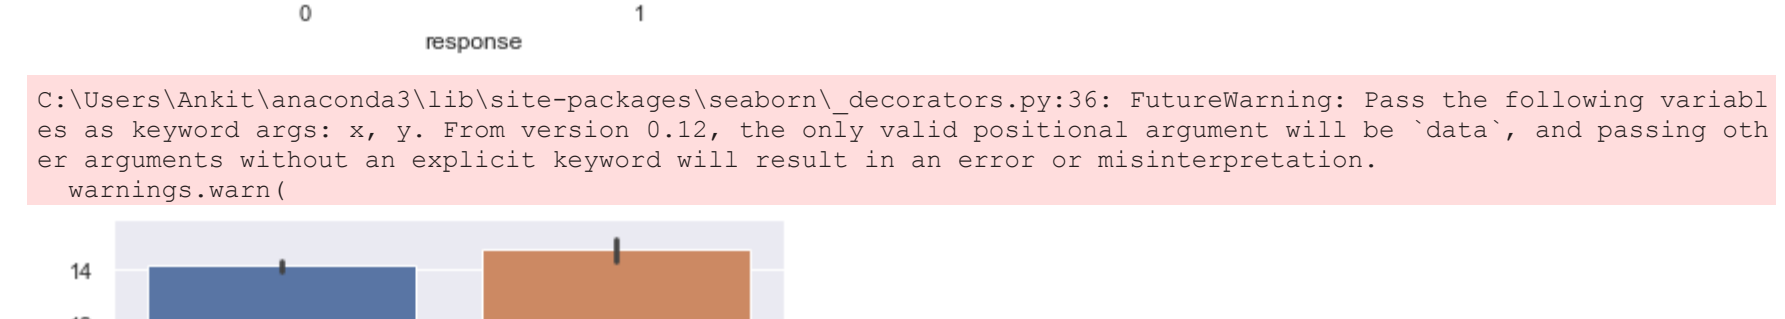 0 1
response
C:\Users\Ankit\anaconda3\lib\site-packages\seaborn\_decorators.py:36: FutureWarning: Pass the following variabl
es as keyword args: x, y. From version 0.12, the only valid positional argument will be `data`, and passing oth
er arguments without an explicit keyword will result in an error or misinterpretation.
  warnings.warn(
14